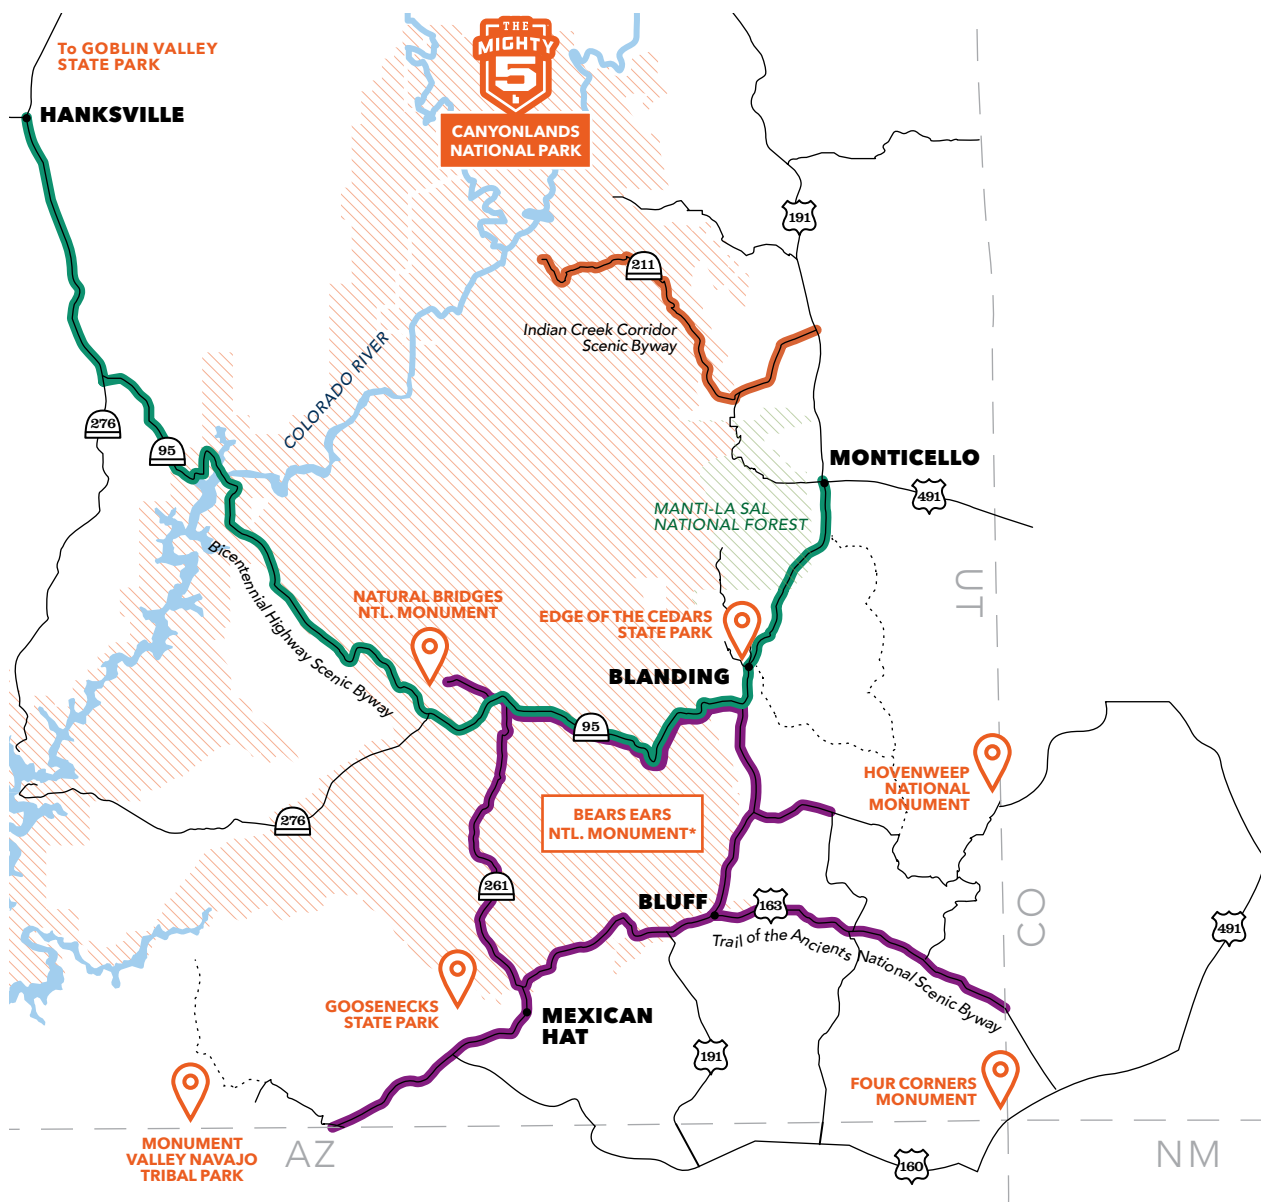 To GOBLIN VALLEY
STATE PARK
HANKSVILLE
THE
MIGHTY
5
CANYONLANDS
NATIONAL PARK
191
211
Indian Creek Corridor
Scenic Byway
COLORADO RIVER
276
95
MONTICELLO
491
MANTI-LA SAL
NATIONAL FOREST
UT
Bicentennial Highway Scenic Byway
NATURAL BRIDGES
NTL. MONUMENT
EDGE OF THE CEDARS
STATE PARK
BLANDING
95
HOVENWEEP
NATIONAL
MONUMENT
276
BEARS EARS
NTL. MONUMENT*
261
BLUFF
163
CO
491
Trail of the Ancients National Scenic Byway
GOOSENECKS
STATE PARK
MEXICAN
HAT
191
FOUR CORNERS
MONUMENT
MONUMENT
VALLEY NAVAJO
TRIBAL PARK
AZ
160
NM